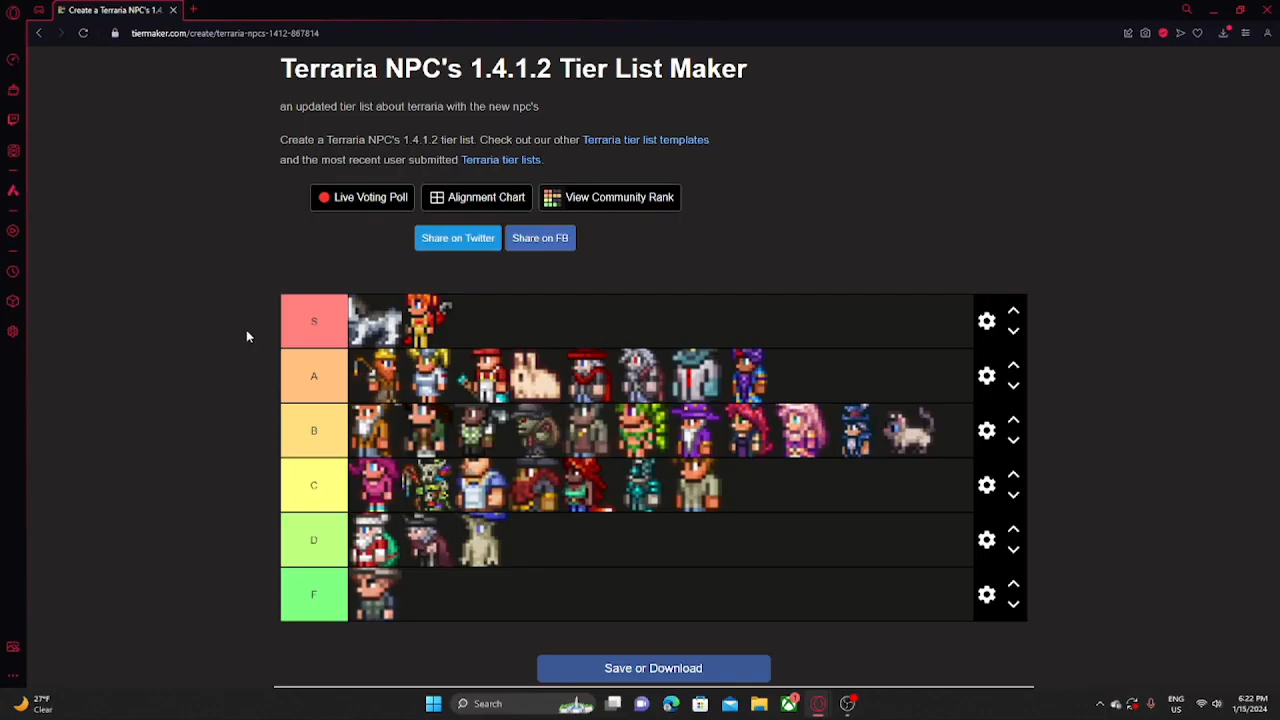 Create a Terraria NPC's 1.4.
tiermaker.com/create/terraria-npcs-1412-867814
Terraria NPC's 1.4.1.2 Tier List Maker
an updated tier list about terraria with the new npc's
Create a Terraria NPC's 1.4.1.2 tier list. Check out our other Terraria tier list templates
and the most recent user submitted Terraria tier lists.
Live Voting Poll
Alignment Chart
View Community Rank
Share on Twitter
Share on FB
S
A
B
C
D
F
Save or Download
27°F
Clear
Search
1
ENG
US
6:22 PM
1/15/2024